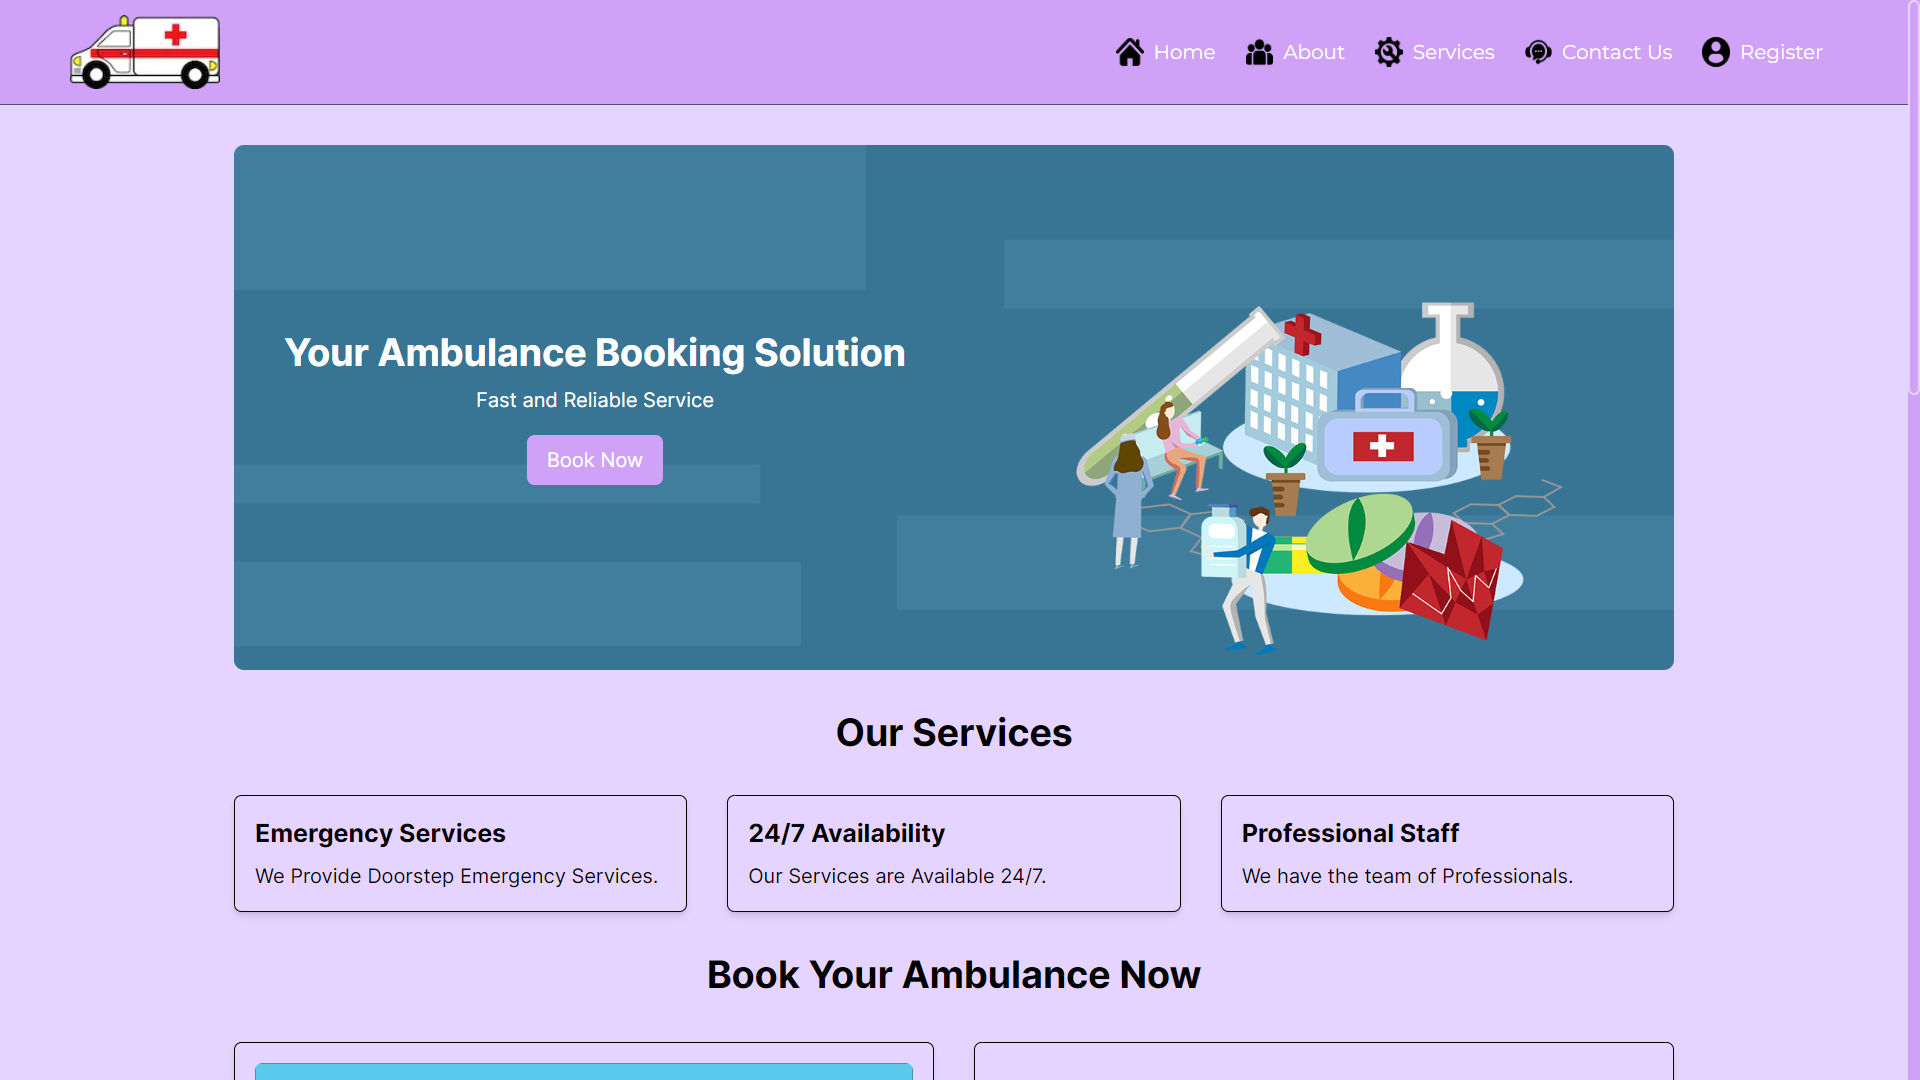 Home
About
Services
Contact Us
Register
Your Ambulance Booking Solution
Fast and Reliable Service
Book Now
Our Services
Emergency Services
We Provide Doorstep Emergency Services.
24/7 Availability
Our Services are Available 24/7.
Professional Staff
We have the team of Professionals.
Book Your Ambulance Now